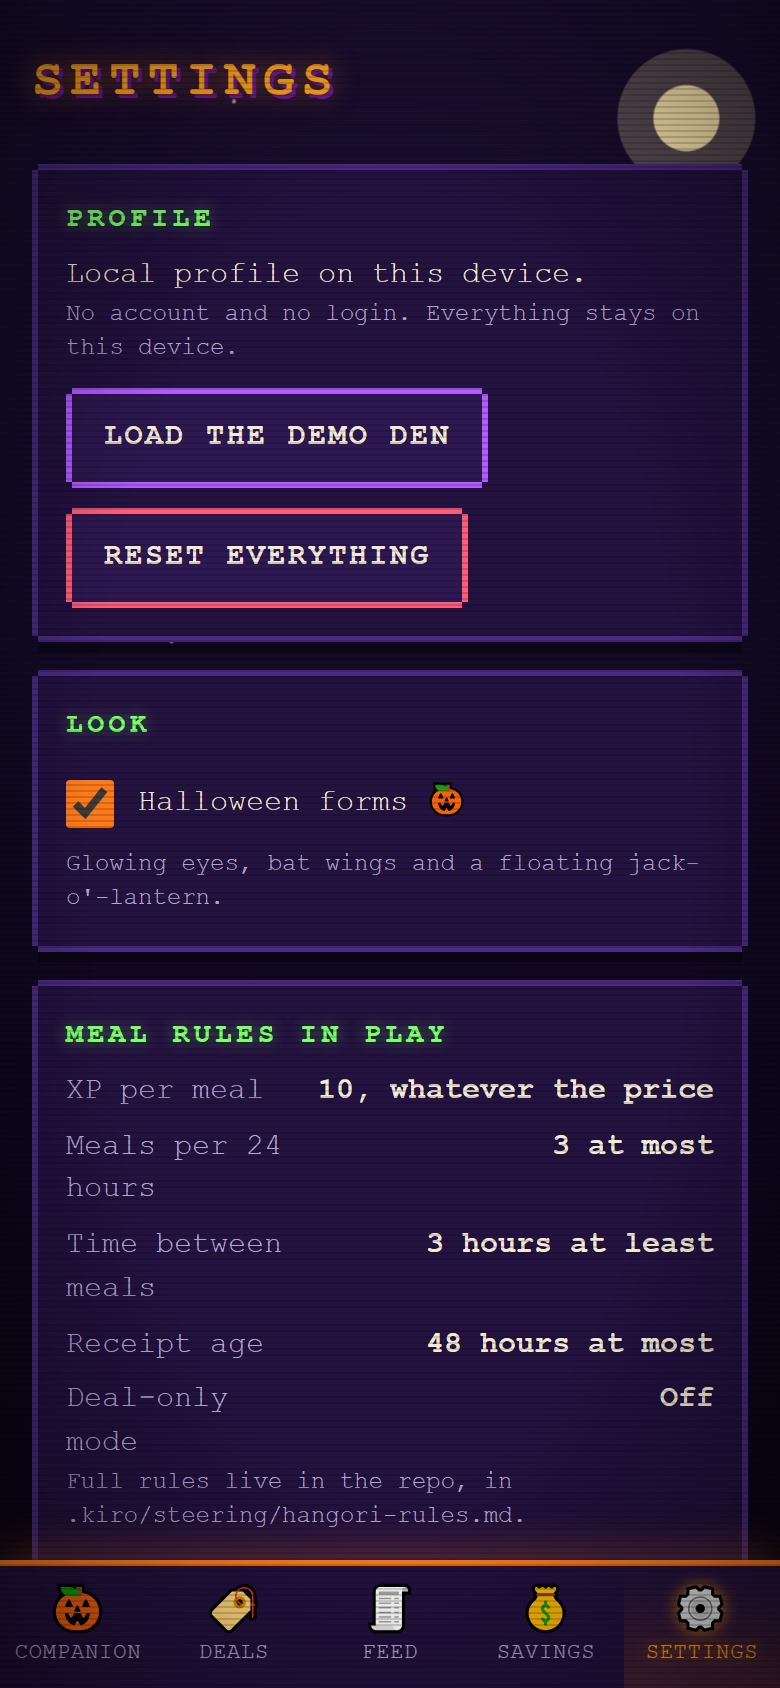 SETTINGS
PROFILE
Local profile on this device.
No account and no login. Everything stays on
this device.
LOAD THE DEMO DEN
RESET EVERYTHING
LOOK
Halloween forms
Glowing eyes, bat wings and a floating jack-
o'-lantern.
MEAL RULES IN PLAY
XP per meal 10, whatever the price
Meals per 24 3 at most
hours
Time between 3 hours at least
meals
Receipt age 48 hours at most
Deal-only Off
mode
Full rules live in the repo, in
.kiro/steering/hangori-rules.md.
COMPANION DEALS FEED SAVINGS SETTINGS